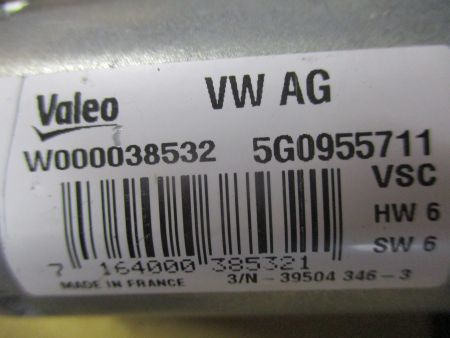 Valeo VW AG
W000038532 5G0955711
VSC
HW 6
SW 6
7 164000 385321
MADE IN FRANCE 3/N - 39504 346 - 3